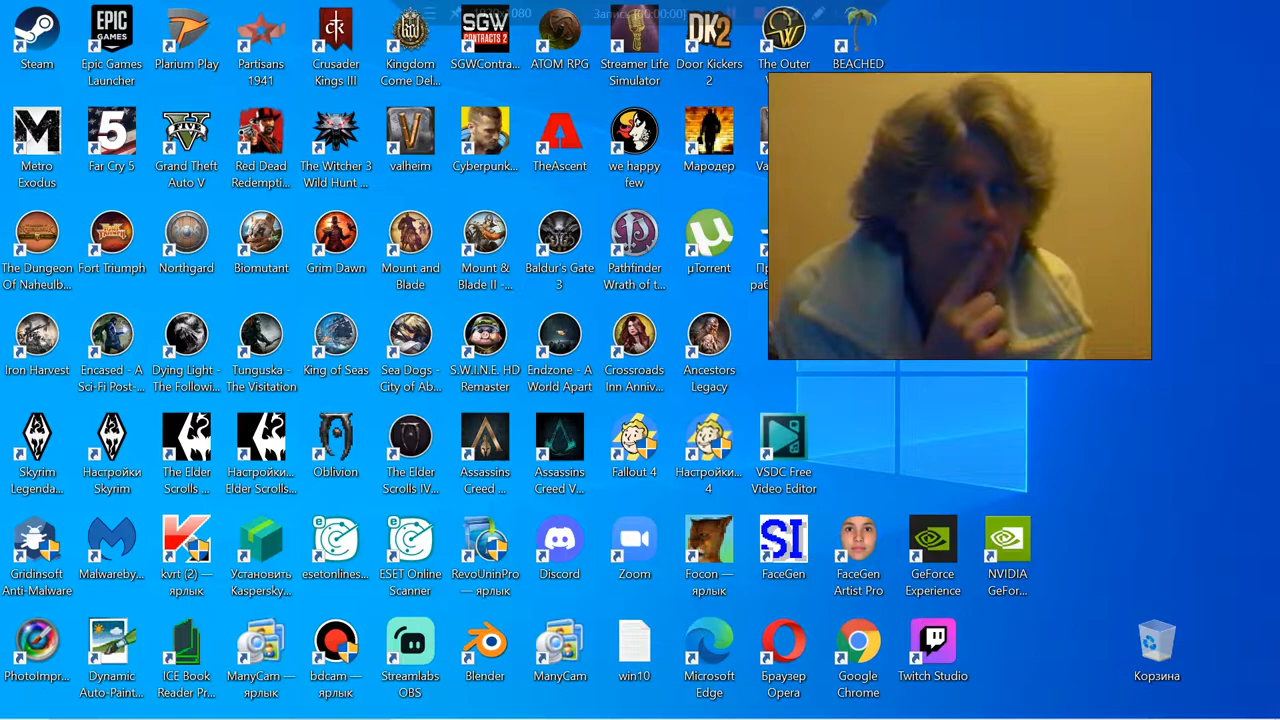 1920x1080
Запись [00:00:00]
Steam
EPIC
GAMES
Epic Games
Launcher
Plarium Play
Partisans
1941
Crusader
Kings III
Kingdom
Come Del...
SGW
CONTRACTS 2
SGWContra...
ATOM RPG
Streamer Life
Simulator
DK2
Door Kickers
2
The Outer
BEACHED
Metro
Exodus
5
Far Cry 5
Grand Theft
Auto V
Red Dead
Redempti...
The Witcher 3
Wild Hunt ...
valheim
Cyberpunk...
TheAscent
we happy
few
Мародер
The Dungeon
Of Naheulb...
Fort Triumph
Northgard
Biomutant
Grim Dawn
Mount and
Blade
Mount &
Blade II -...
Baldur's Gate
3
Pathfinder
Wrath of t...
µTorrent
Iron Harvest
Encased - A
Sci-Fi Post-...
Dying Light -
The Followi...
Tunguska -
The Visitation
King of Seas
Sea Dogs -
City of Ab...
S.W.I.N.E. HD
Remaster
Endzone - A
World Apart
Crossroads
Inn Anniv...
Ancestors
Legacy
Skyrim
Legenda...
Настройки
Skyrim
The Elder
Scrolls ...
Настройки...
Elder Scrolls...
Oblivion
The Elder
Scrolls IV...
Assassins
Creed ...
Assassins
Creed V...
Fallout 4
Настройки...
4
VSDC Free
Video Editor
Gridinsoft
Anti-Malware
Malwareby...
kvrt (2) —
ярлык
Установить
Kaspersky...
esetonlines...
ESET Online
Scanner
RevoUninPro
— ярлык
Discord
Zoom
Focon —
ярлык
SI
FaceGen
FaceGen
Artist Pro
GeForce
Experience
NVIDIA
GeFor...
PhotoImpr...
Dynamic
Auto-Paint...
ICE Book
Reader Pr...
ManyCam —
ярлык
bdcam —
ярлык
Streamlabs
OBS
Blender
ManyCam
win10
Microsoft
Edge
Браузер
Opera
Google
Chrome
Twitch Studio
Корзина